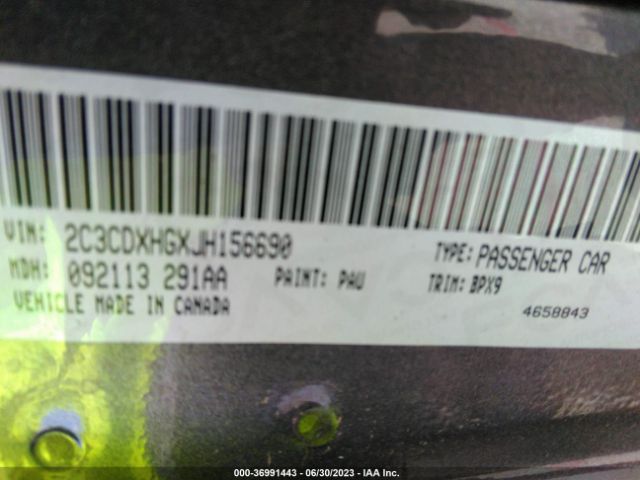 VIN: 2C3CDXHGXJH156690 TYPE: PASSENGER CAR
MDH: 092113 291AA PAINT: PAU TRIM: BPX9
VEHICLE MADE IN CANADA 4658843
000-36991443 - 06/30/2023 - IAA Inc.